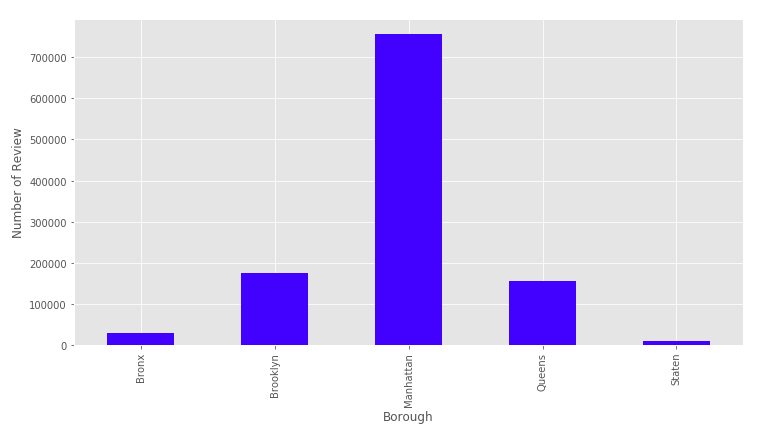 700000
600000
500000
400000
300000
200000
100000
0
Number of Review
Bronx
Brooklyn
Manhattan
Queens
Staten
Borough